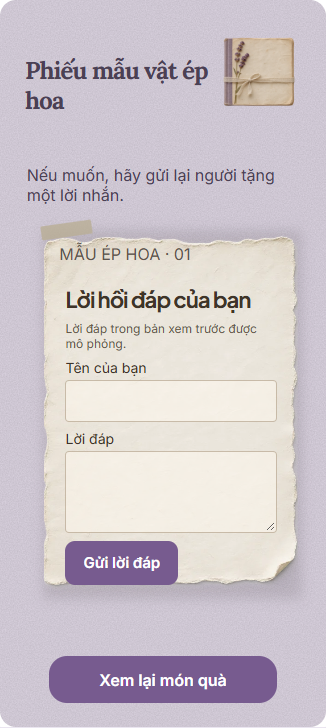 Phiếu mẫu vật ép
hoa
Nếu muốn, hãy gửi lại người tặng
một lời nhắn.
MẪU ÉP HOA · 01
Lời hồi đáp của bạn
Lời đáp trong bản xem trước được
mô phỏng.
Tên của bạn
Lời đáp
Gửi lời đáp
Xem lại món quà